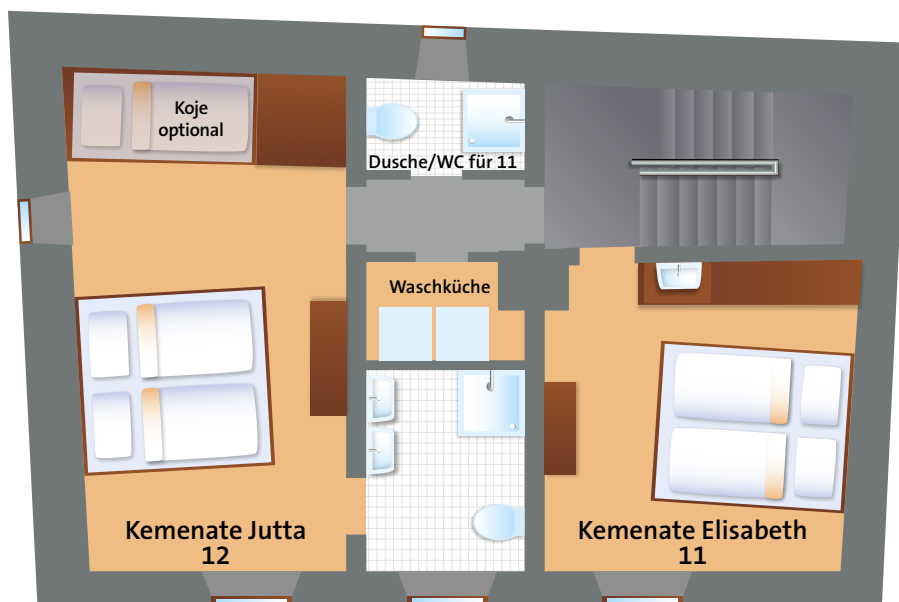 Koje
optional
Dusche/WC für 11
Waschküche
Kemenate Jutta
12
Kemenate Elisabeth
11